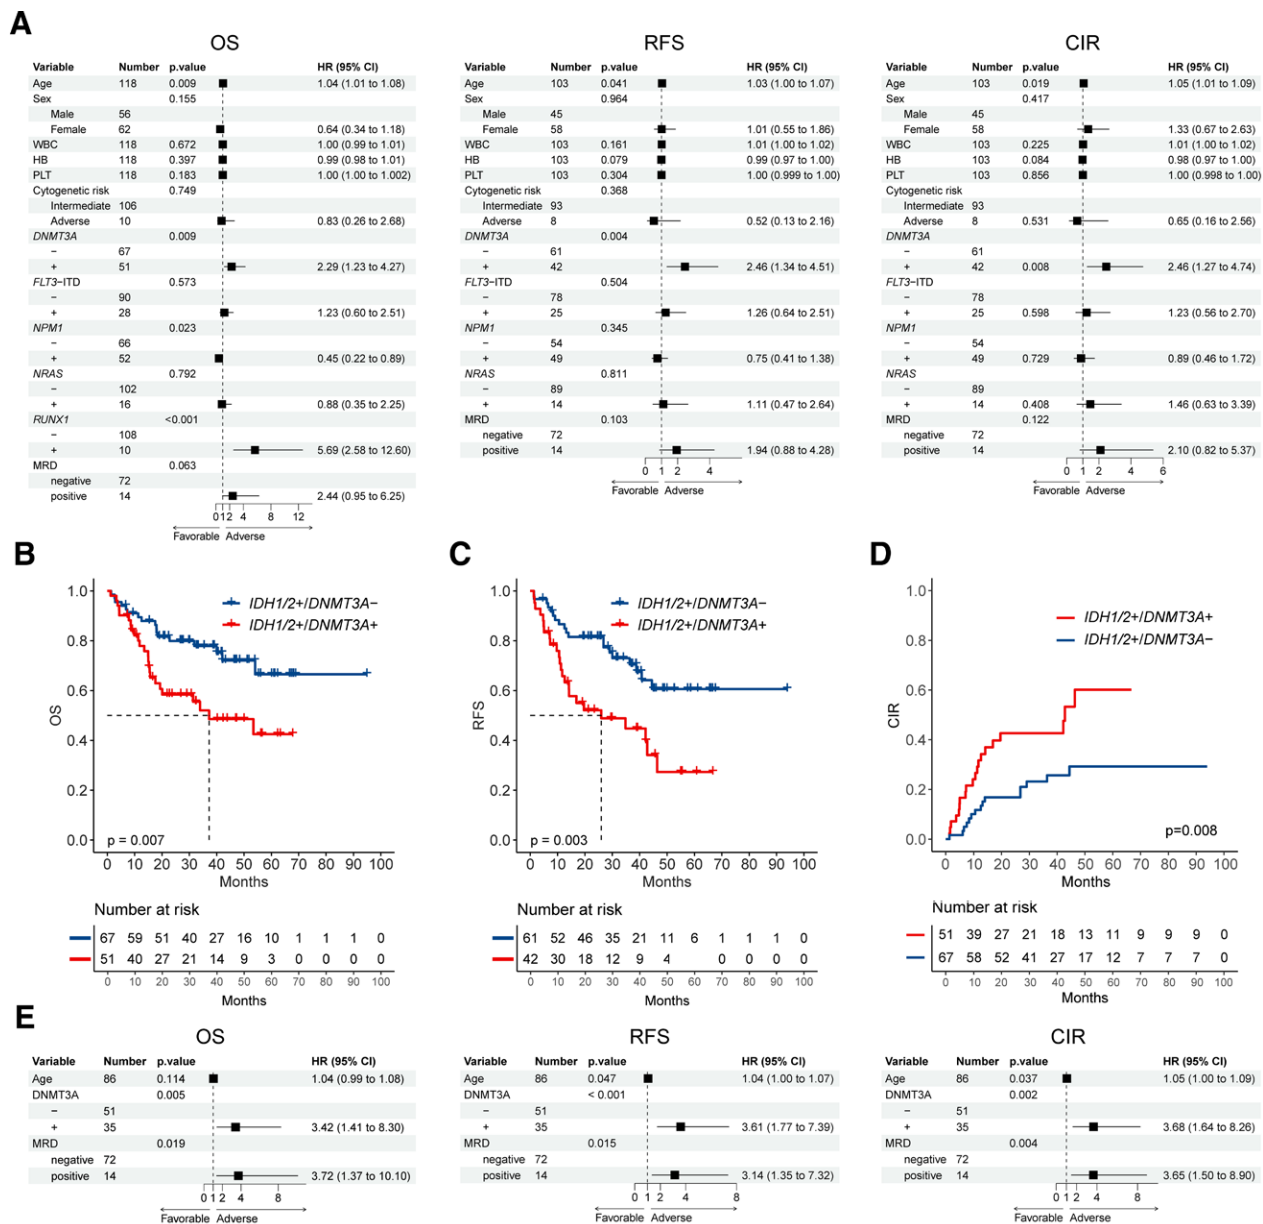 A
OS
Variable Number p.value HR (95% CI)
Age 118 0.009 1.04 (1.01 to 1.08)
Sex 0.155
Male 56
Female 62 0.64 (0.34 to 1.18)
WBC 118 0.672 1.00 (0.99 to 1.01)
HB 118 0.397 0.99 (0.98 to 1.01)
PLT 118 0.183 1.00 (1.00 to 1.002)
Cytogenetic risk 0.749
Intermediate 106
Adverse 10 0.83 (0.26 to 2.68)
DNMT3A 0.009
− 67
+ 51 2.29 (1.23 to 4.27)
FLT3−ITD 0.573
− 90
+ 28 1.23 (0.60 to 2.51)
NPM1 0.023
− 66
+ 52 0.45 (0.22 to 0.89)
NRAS 0.792
− 102
+ 16 0.88 (0.35 to 2.25)
RUNX1 <0.001
− 108
+ 10 5.69 (2.58 to 12.60)
MRD 0.063
negative 72
positive 14 2.44 (0.95 to 6.25)
0 1 2 4 8 12
Favorable Adverse
RFS
Variable Number p.value HR (95% CI)
Age 103 0.041 1.03 (1.00 to 1.07)
Sex 0.964
Male 45
Female 58 1.01 (0.55 to 1.86)
WBC 103 0.161 1.01 (1.00 to 1.02)
HB 103 0.079 0.99 (0.97 to 1.00)
PLT 103 0.304 1.00 (0.999 to 1.00)
Cytogenetic risk 0.368
Intermediate 93
Adverse 8 0.52 (0.13 to 2.16)
DNMT3A 0.004
− 61
+ 42 2.46 (1.34 to 4.51)
FLT3−ITD 0.504
− 78
+ 25 1.26 (0.64 to 2.51)
NPM1 0.345
− 54
+ 49 0.75 (0.41 to 1.38)
NRAS 0.811
− 89
+ 14 1.11 (0.47 to 2.64)
MRD 0.103
negative 72
positive 14 1.94 (0.88 to 4.28)
0 1 2 4
Favorable Adverse
CIR
Variable Number p.value HR (95% CI)
Age 103 0.019 1.05 (1.01 to 1.09)
Sex 0.417
Male 45
Female 58 1.33 (0.67 to 2.63)
WBC 103 0.225 1.01 (1.00 to 1.02)
HB 103 0.084 0.98 (0.97 to 1.00)
PLT 103 0.856 1.00 (0.998 to 1.00)
Cytogenetic risk
Intermediate 93
Adverse 8 0.531 0.65 (0.16 to 2.56)
DNMT3A
− 61
+ 42 0.008 2.46 (1.27 to 4.74)
FLT3−ITD
− 78
+ 25 0.598 1.23 (0.56 to 2.70)
NPM1
− 54
+ 49 0.729 0.89 (0.46 to 1.72)
NRAS
− 89
+ 14 0.408 1.46 (0.63 to 3.39)
MRD 0.122
negative 72
positive 14 2.10 (0.82 to 5.37)
0 1 2 4 6
Favorable Adverse
B
OS
1.0
0.8
0.6
0.4
0.2
0.0
IDH1/2+/DNMT3A−
IDH1/2+/DNMT3A+
p = 0.007
0 10 20 30 40 50 60 70 80 90 100
Months
Number at risk
67 59 51 40 27 16 10 1 1 1 0
51 40 27 21 14 9 3 0 0 0 0
0 10 20 30 40 50 60 70 80 90 100
Months
C
RFS
1.0
0.8
0.6
0.4
0.2
0.0
IDH1/2+/DNMT3A−
IDH1/2+/DNMT3A+
p = 0.003
0 10 20 30 40 50 60 70 80 90 100
Months
Number at risk
61 52 46 35 21 11 6 1 1 1 0
42 30 18 12 9 4 0 0 0 0
0 10 20 30 40 50 60 70 80 90 100
Months
D
CIR
1.0
0.8
0.6
0.4
0.2
0.0
IDH1/2+/DNMT3A+
IDH1/2+/DNMT3A−
p=0.008
0 10 20 30 40 50 60 70 80 90 100
Months
Number at risk
51 39 27 21 18 13 11 9 9 9 0
67 58 52 41 27 17 12 7 7 7 0
0 10 20 30 40 50 60 70 80 90 100
Months
E
OS
Variable Number p.value HR (95% CI)
Age 86 0.114 1.04 (0.99 to 1.08)
DNMT3A 0.005
− 51
+ 35 3.42 (1.41 to 8.30)
MRD 0.019
negative 72
positive 14 3.72 (1.37 to 10.10)
0 1 2 4 8
Favorable Adverse
RFS
Variable Number p.value HR (95% CI)
Age 86 0.047 1.04 (1.00 to 1.07)
DNMT3A < 0.001
− 51
+ 35 3.61 (1.77 to 7.39)
MRD 0.015
negative 72
positive 14 3.14 (1.35 to 7.32)
0 1 2 4 8
Favorable Adverse
CIR
Variable Number p.value HR (95% CI)
Age 86 0.037 1.05 (1.00 to 1.09)
DNMT3A 0.002
− 51
+ 35 3.68 (1.64 to 8.26)
MRD 0.004
negative 72
positive 14 3.65 (1.50 to 8.90)
0 1 2 4 8
Favorable Adverse